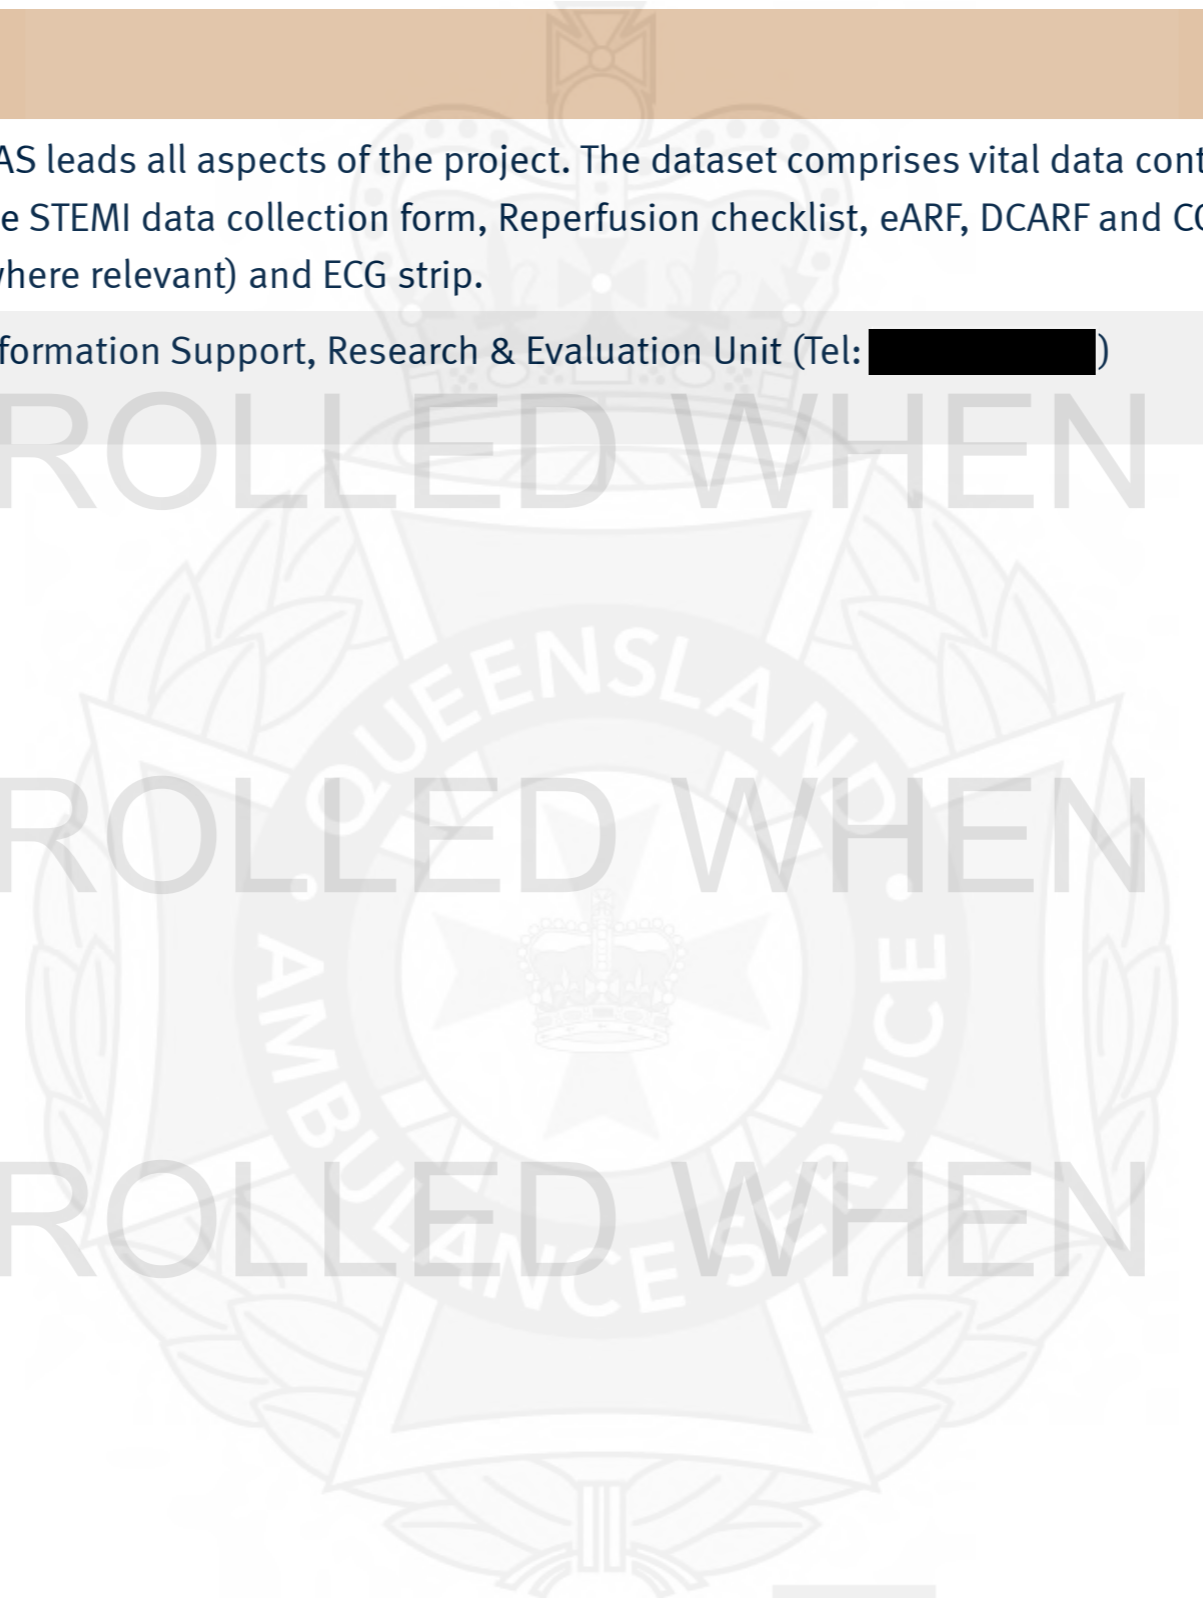 AS leads all aspects of the project. The dataset comprises vital data cont
e STEMI data collection form, Reperfusion checklist, eARF, DCARF and CO
where relevant) and ECG strip.
formation Support, Research & Evaluation Unit (Tel: )
ROLLED WHEN
QUEENSLAND
ROLLED WHEN
AMBULANCE SERVICE
ROLLED WHEN